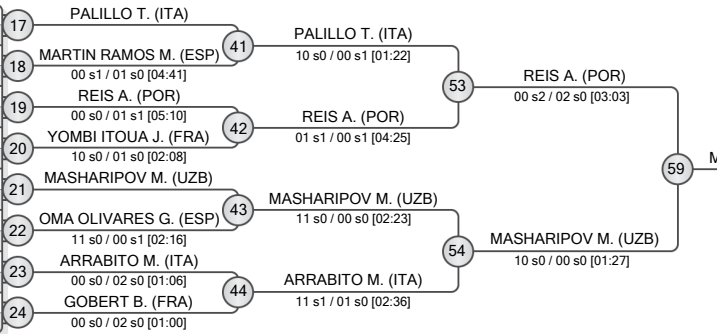 17
PALILLO T. (ITA)
18
MARTIN RAMOS M. (ESP)
00 s1 / 01 s0 [04:41]
19
REIS A. (POR)
00 s0 / 01 s1 [05:10]
20
YOMBI ITOUA J. (FRA)
10 s0 / 01 s0 [02:08]
21
MASHARIPOV M. (UZB)
22
OMA OLIVARES G. (ESP)
11 s0 / 00 s1 [02:16]
23
ARRABITO M. (ITA)
00 s0 / 02 s0 [01:06]
24
GOBERT B. (FRA)
00 s0 / 02 s0 [01:00]
41
PALILLO T. (ITA)
10 s0 / 00 s1 [01:22]
42
REIS A. (POR)
01 s1 / 00 s1 [04:25]
43
MASHARIPOV M. (UZB)
11 s0 / 00 s0 [02:23]
44
ARRABITO M. (ITA)
11 s1 / 01 s0 [02:36]
53
REIS A. (POR)
00 s2 / 02 s0 [03:03]
54
MASHARIPOV M. (UZB)
10 s0 / 00 s0 [01:27]
59